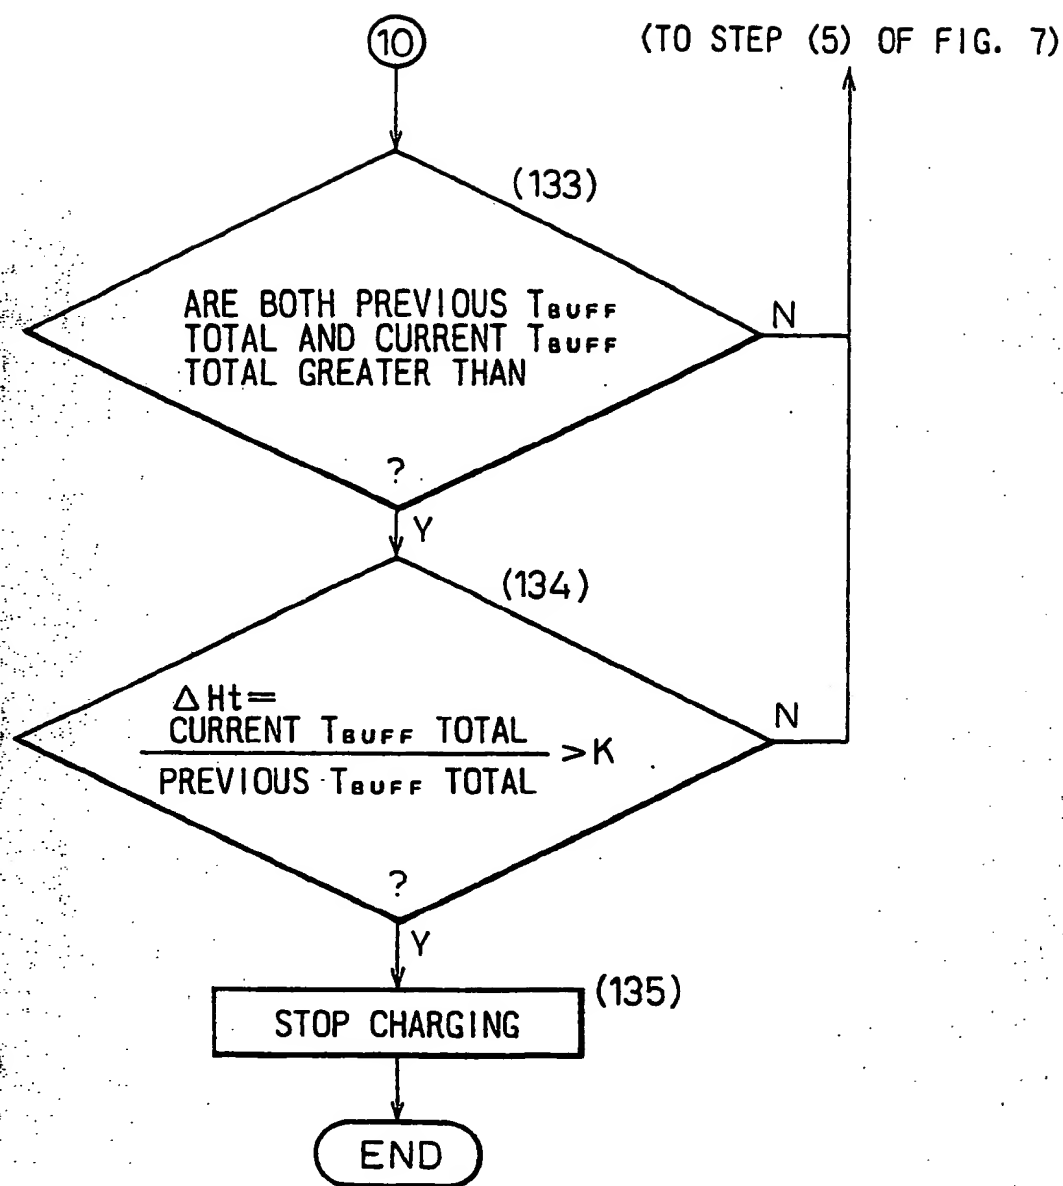 10
(TO STEP (5) OF FIG. 7)
(133)
ARE BOTH PREVIOUS TBUFF
TOTAL AND CURRENT TBUFF
TOTAL GREATER THAN
?
N
Y
(134)
ΔHt=
CURRENT TBUFF TOTAL
PREVIOUS TBUFF TOTAL
>K
?
N
Y
STOP CHARGING
(135)
END